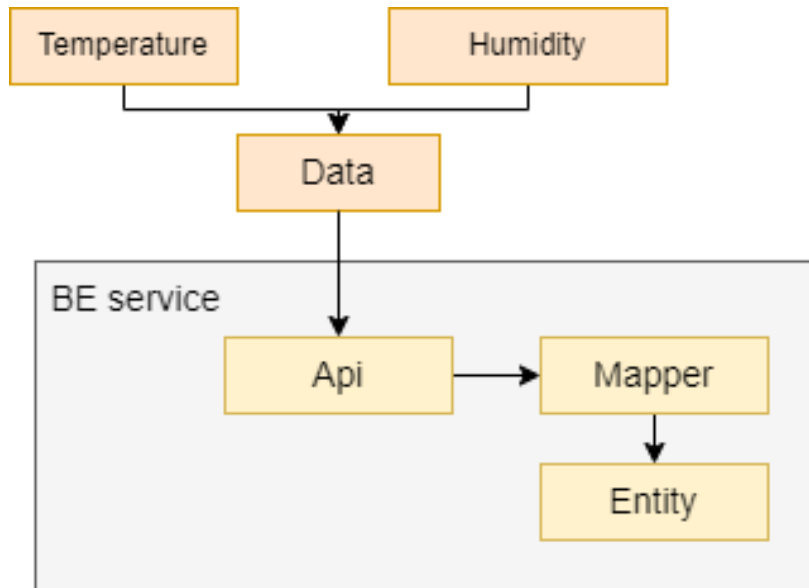 Temperature
Humidity
Data
BE service
Api
Mapper
Entity